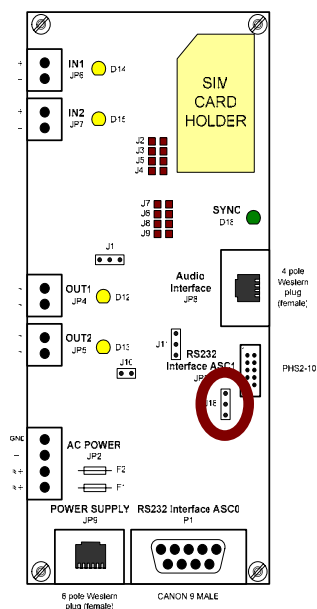 +
-
IN1
JP6
D14
+
-
IN2
JP7
D15
SIM
CARD
HOLDER
J2
J3
J5
J4
J7
J6
J8
J9
SYNC
D18
J1
4 pole
Western
plug
(female)
Audio
Interface
JP8
~
~
OUT1
JP4
D12
~
~
OUT2
JP5
D13
J10
RS232
Interface ASC1
PHS2-10
J18
GND
-
≂+
≂+
AC POWER
JP2
F2
F1
POWER SUPPLY
JP9
RS232 Interface ASC0
P1
6 pole Western
plug (female)
CANON 9 MALE